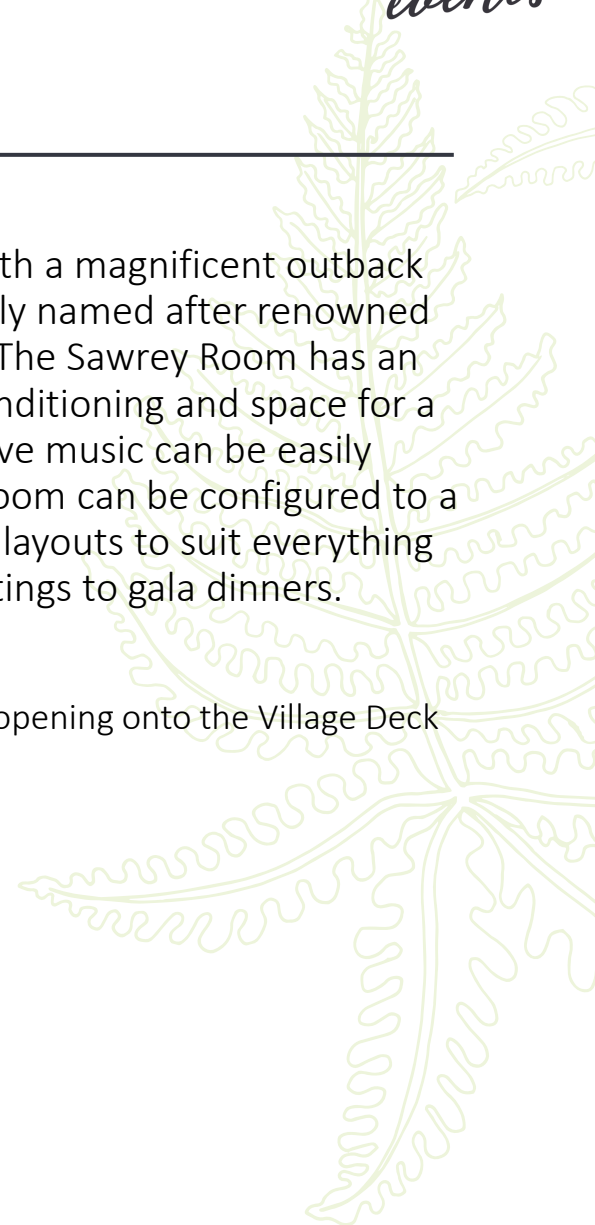 events
th a magnificent outback
ly named after renowned
The Sawrey Room has an
nditioning and space for a
ve music can be easily
oom can be configured to a
layouts to suit everything
tings to gala dinners.
opening onto the Village Deck